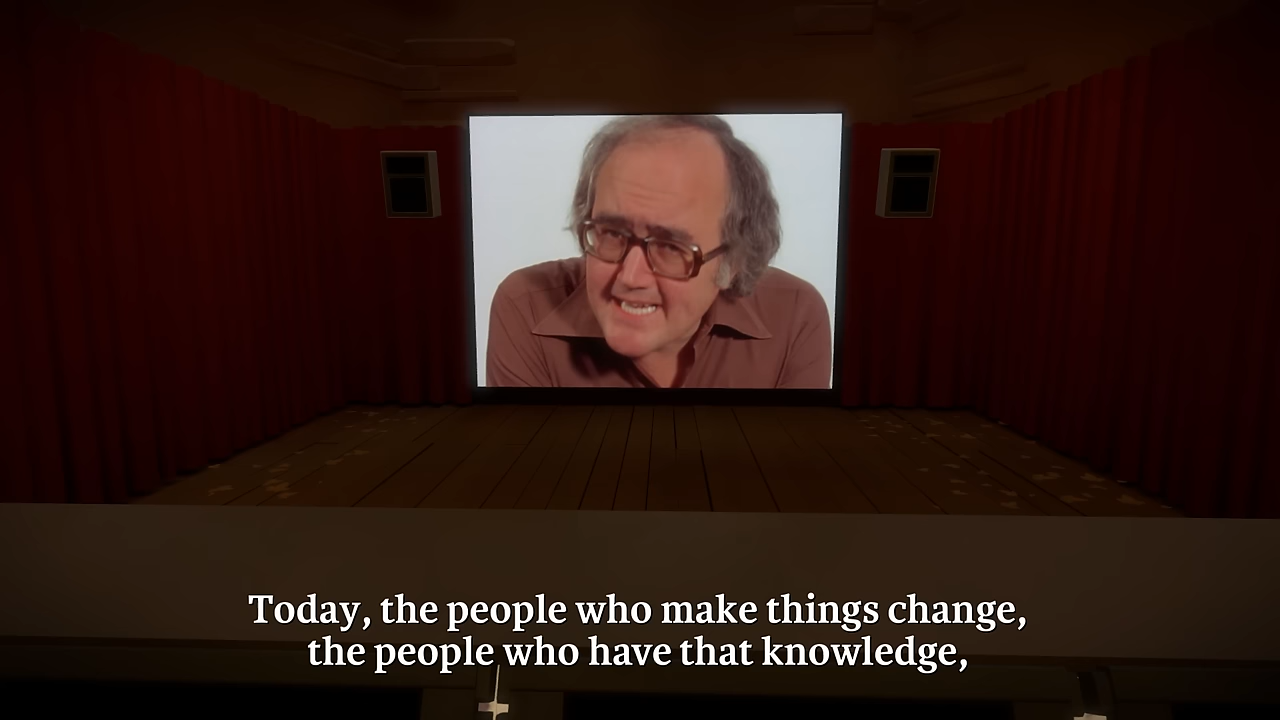 Today, the people who make things change,
the people who have that knowledge,